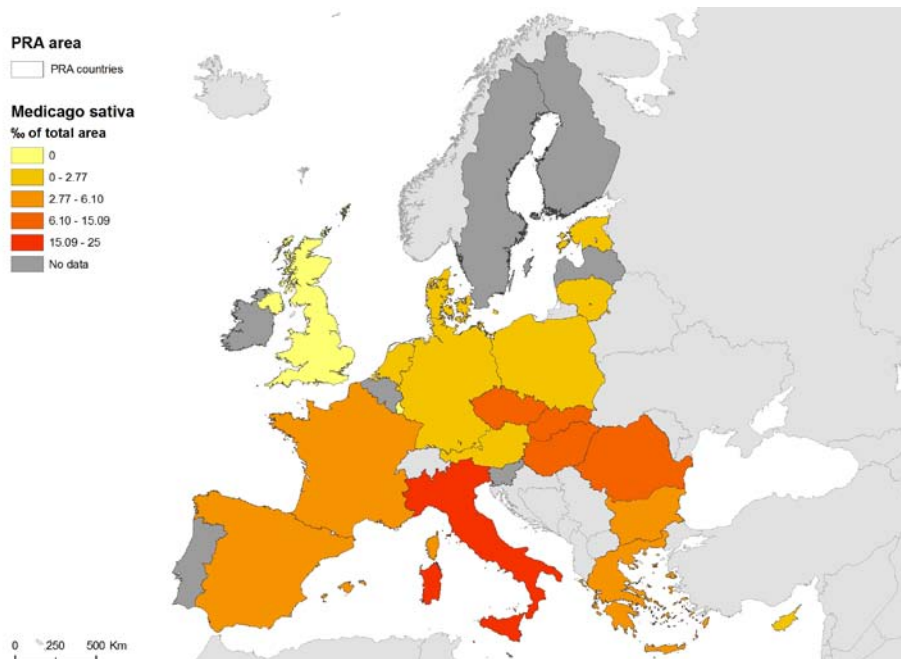 PRA area
PRA countries
Medicago sativa
‰ of total area
0
0 - 2.77
2.77 - 6.10
6.10 - 15.09
15.09 - 25
No data
0 250 500 Km